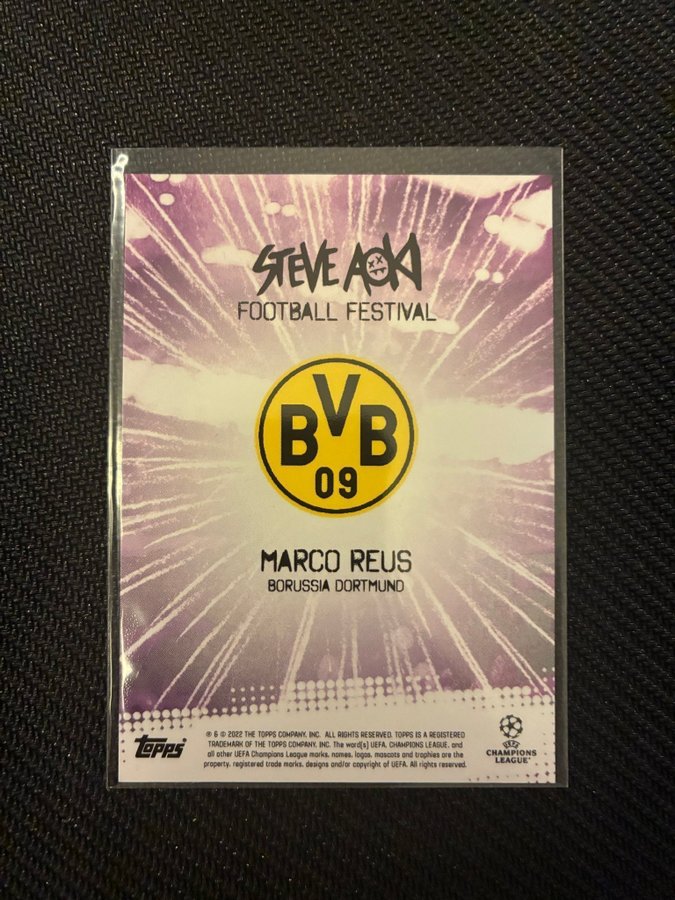 STEVE AOKI
FOOTBALL FESTIVAL
BVB
09
MARCO REUS
BORUSSIA DORTMUND
℗ & © 2022 THE TOPPS COMPANY, INC. ALL RIGHTS RESERVED. TOPPS IS A REGISTERED
TRADEMARK OF THE TOPPS COMPANY, INC. The word(s) UEFA, CHAMPIONS LEAGUE, and
all other UEFA Champions League marks, names, logos, mascots and trophies are the
property, registered trade marks, designs and/or copyright of UEFA. All rights reserved.
topps
UEFA
CHAMPIONS
LEAGUE